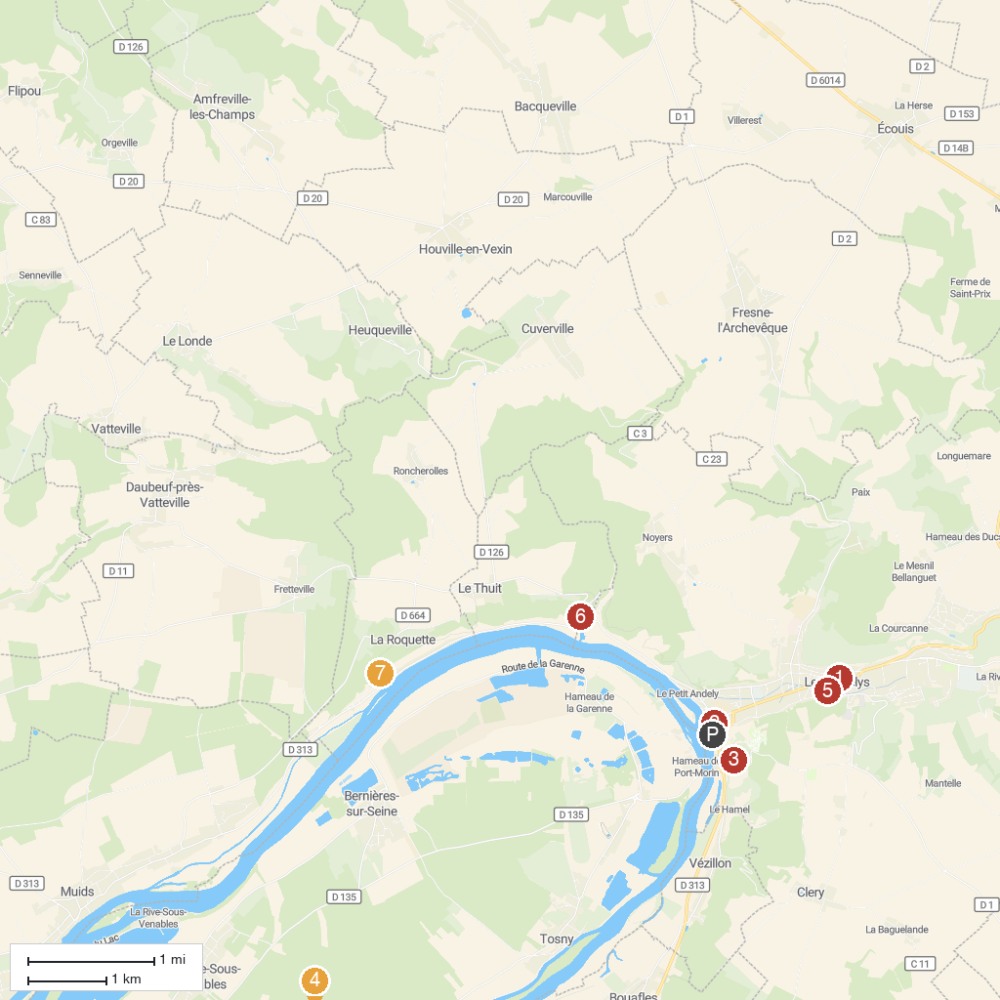 D 126
D 2
Flipou
D 6014
Amfreville-
les-Champs
Bacqueville
La Herse
D 1
Villerest
D 153
Écouis
Orgeville
D 14B
D 20
D 20
D 20
Marcouville
C 83
D 2
Houville-en-Vexin
Senneville
Ferme de
Saint-Prix
Fresne-
l'Archevêque
Heuqueville
Cuverville
Le Londe
Vatteville
C 3
C 23
Longuemare
Roncherolles
Daubeuf-près-
Vatteville
Paix
Noyers
Hameau des Ducs
D 126
Le Mesnil
Bellanguet
D 11
Fretteville
Le Thuit
D 664
6
La Courcanne
La Roquette
7
Route de la Garenne
1
5
Le Petit Andely
Hameau de
la Garenne
P
D 313
3
Hameau de
Port-Morin
Mantelle
Bernières-
sur-Seine
D 135
Le Hamel
Vézillon
D 313
D 313
Muids
D 135
Clery
D 1
La Rive-Sous-
Venables
La Baguelande
Tosny
1 mi
1 km
4
C 11
Bouafles